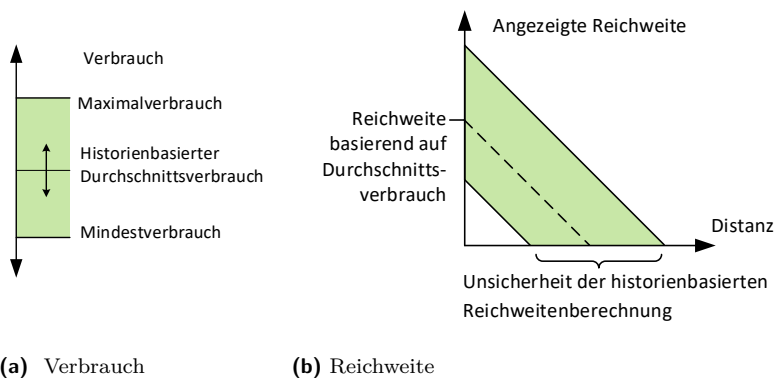 Verbrauch
Maximalverbrauch
Historienbasierter
Durchschnittsverbrauch
Mindestverbrauch
(a) Verbrauch
Angezeigte Reichweite
Reichweite
basierend auf
Durchschnitts-
verbrauch
Distanz
Unsicherheit der historienbasierten
Reichweitenberechnung
(b) Reichweite